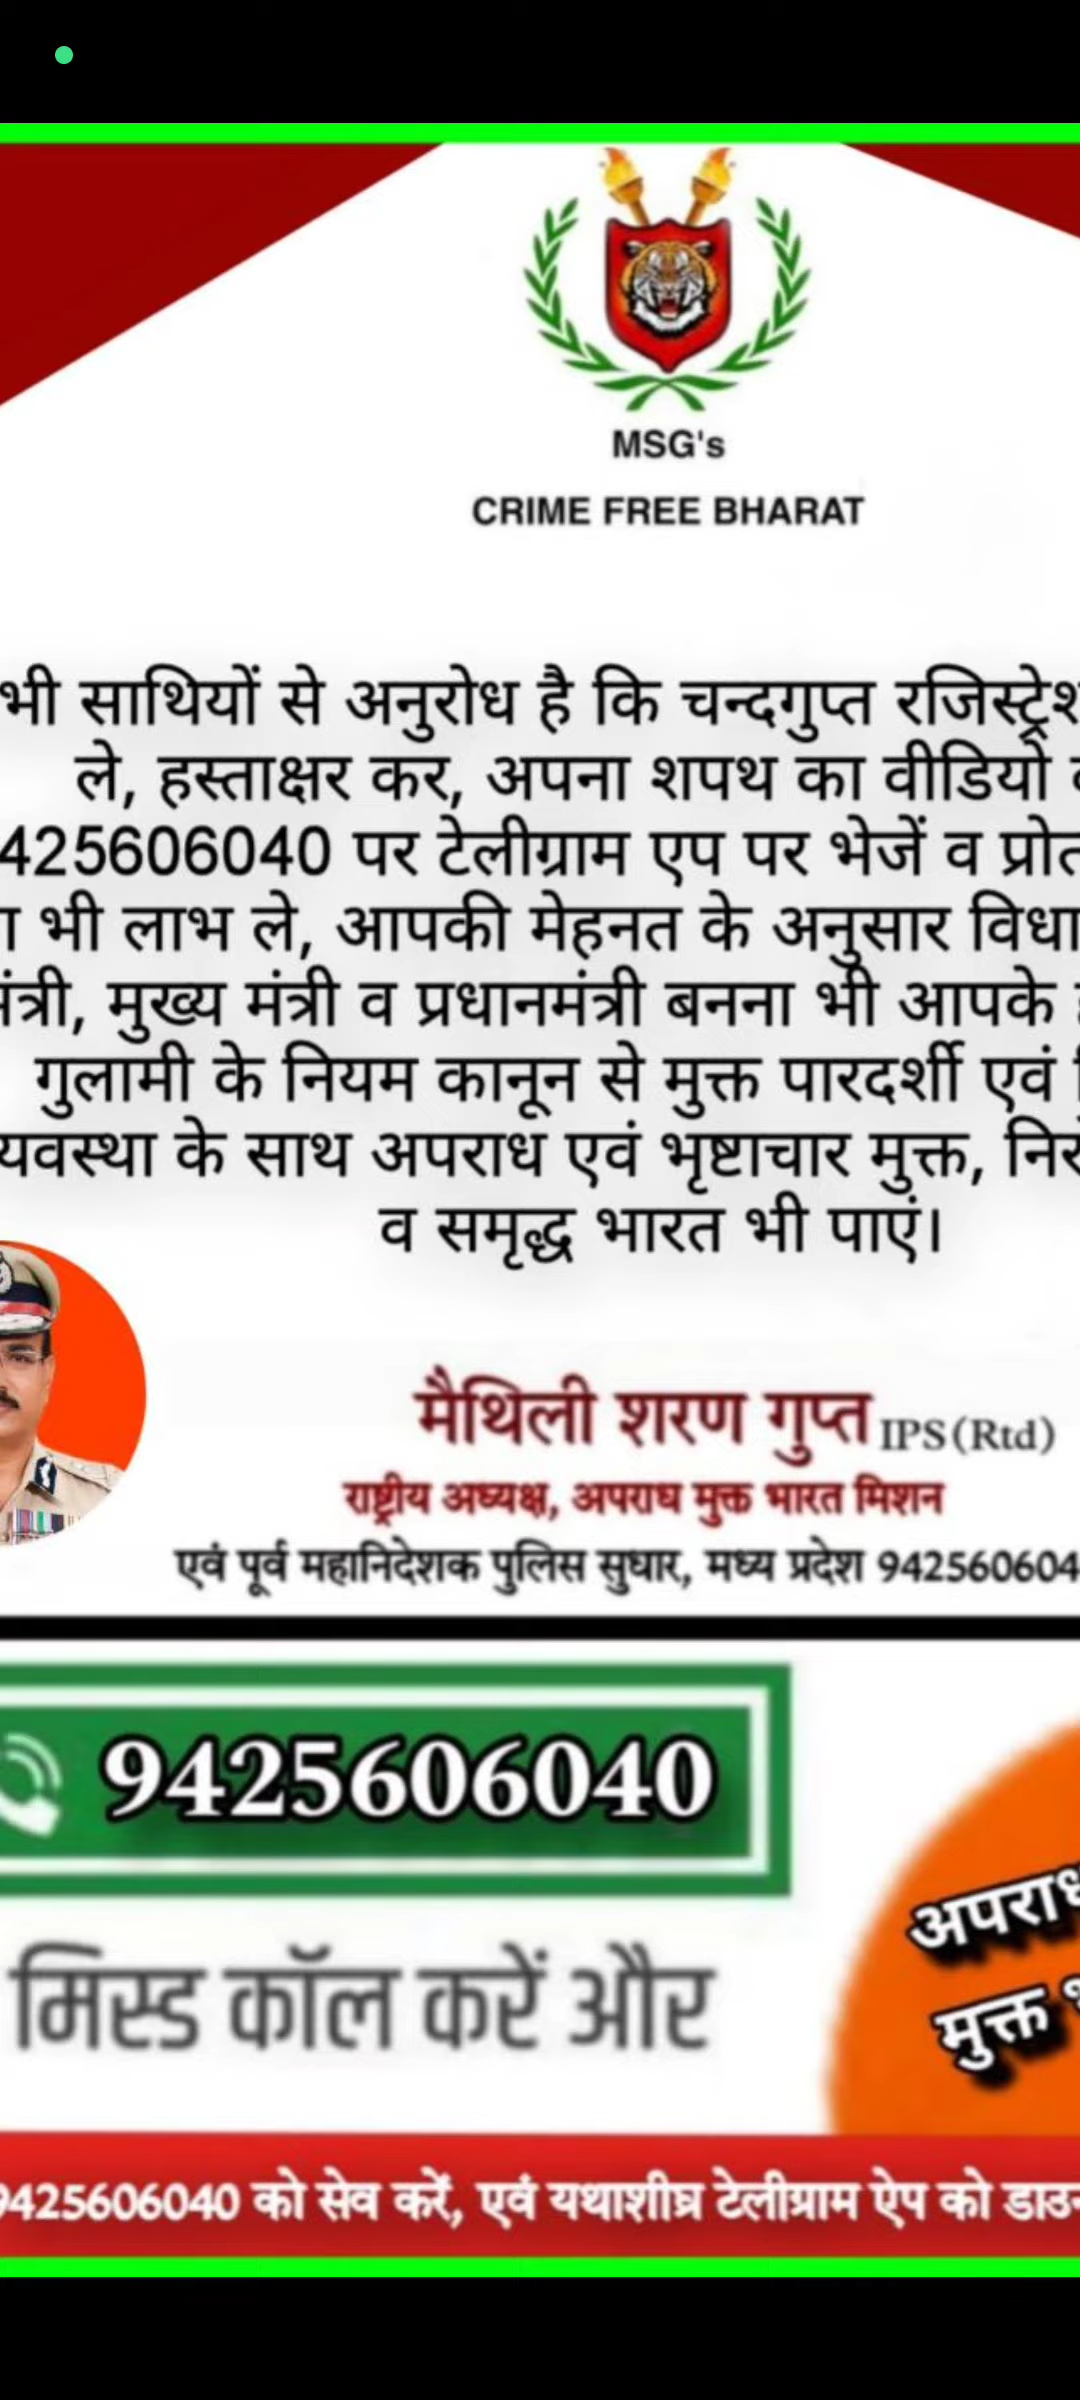 MSG's
CRIME FREE BHARAT
भी साथियों से अनुरोध है कि चन्दगुप्त रजिस्ट्रेश
ले, हस्ताक्षर कर, अपना शपथ का वीडियो
425606040 पर टेलीग्राम एप पर भेजें व प्रोत
भी लाभ ले, आपकी मेहनत के अनुसार विधा
मंत्री, मुख्य मंत्री व प्रधानमंत्री बनना भी आपके
गुलामी के नियम कानून से मुक्त पारदर्शी एवं
यवस्था के साथ अपराध एवं भृष्टाचार मुक्त,
व समृद्ध भारत भी पाएं।
मैथिली शरण गुप्त IPS(Rtd)
राष्ट्रीय अध्यक्ष, अपराध मुक्त भारत मिशन
एवं पूर्व महानिदेशक पुलिस सुधार, मध्य प्रदेश 942560604
9425606040
मिस्ड कॉल करें और
अपराध
मुक्त
9425606040 को सेव करें, एवं यथाशीघ्र टेलीग्राम ऐप को डाउन